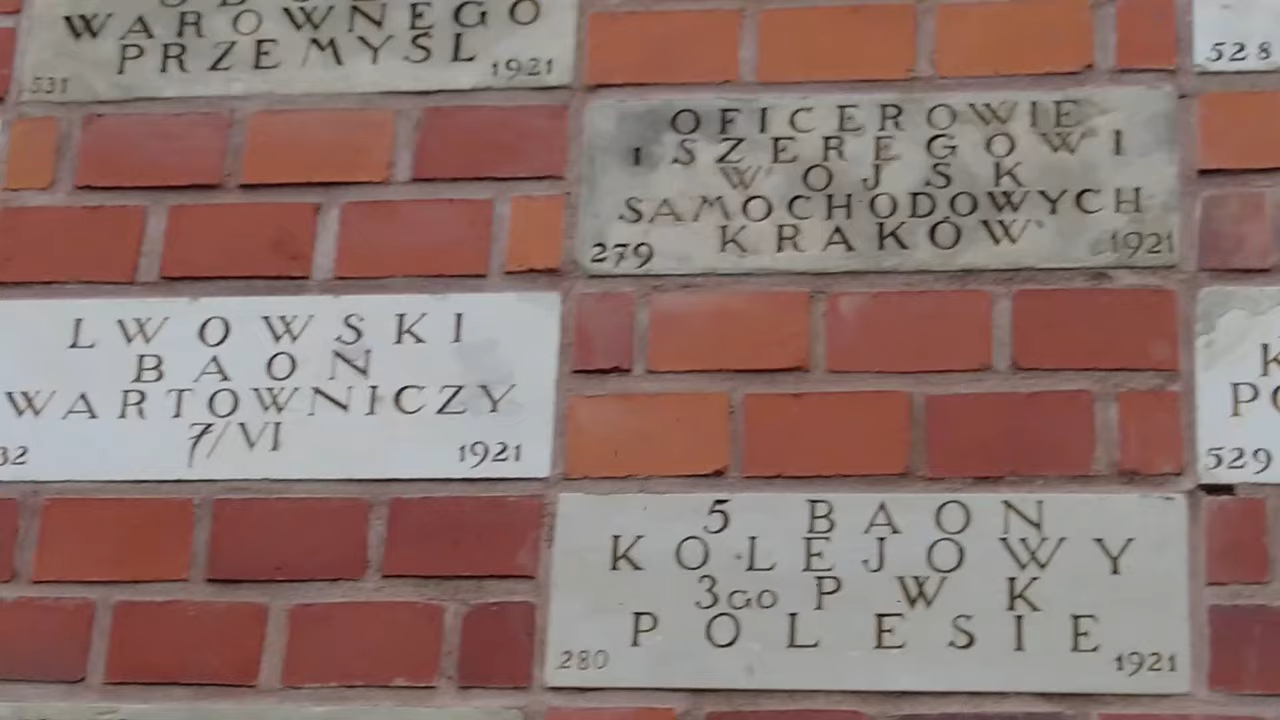 WAROWNEGO
PRZEMYSL
531 1921
528
OFICEROWIE
I SZEREGOWI
WOJSK
SAMOCHODOWYCH
KRAKÓW
279 1921
LWOWSKI
BAON
WARTOWNICZY
7/VI
32 1921
529
5 BAON
KOLEJOWY
3GO P W K
POLESIE
280 1921